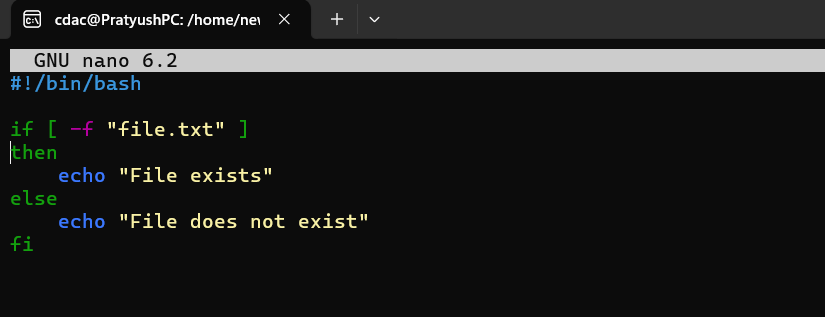 cdac@PratyushPC: /home/nev
GNU nano 6.2
#!/bin/bash
if [ -f "file.txt" ]
then
    echo "File exists"
else
    echo "File does not exist"
fi